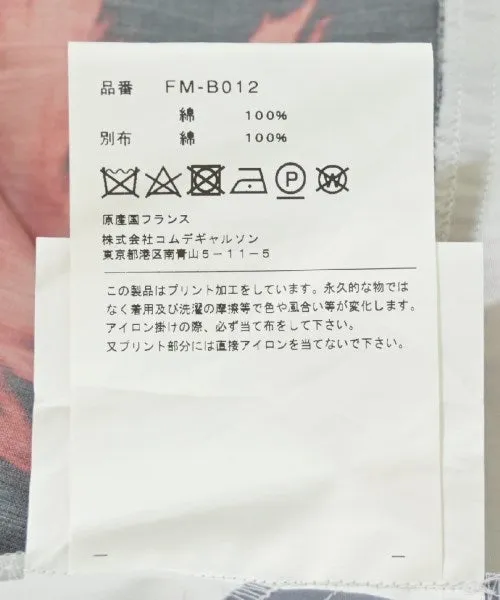 品番 FM-B012
綿 100%
別布 綿 100%
P W
原産国フランス
株式会社コムデギャルソン
東京都港区南青山5-11-5
この製品はプリント加工をしています。永久的な物では
なく着用及び洗濯の摩擦等で色や風合い等が変化します。
アイロン掛けの際、必ず当て布をして下さい。
又プリント部分には直接アイロンを当てないで下さい。